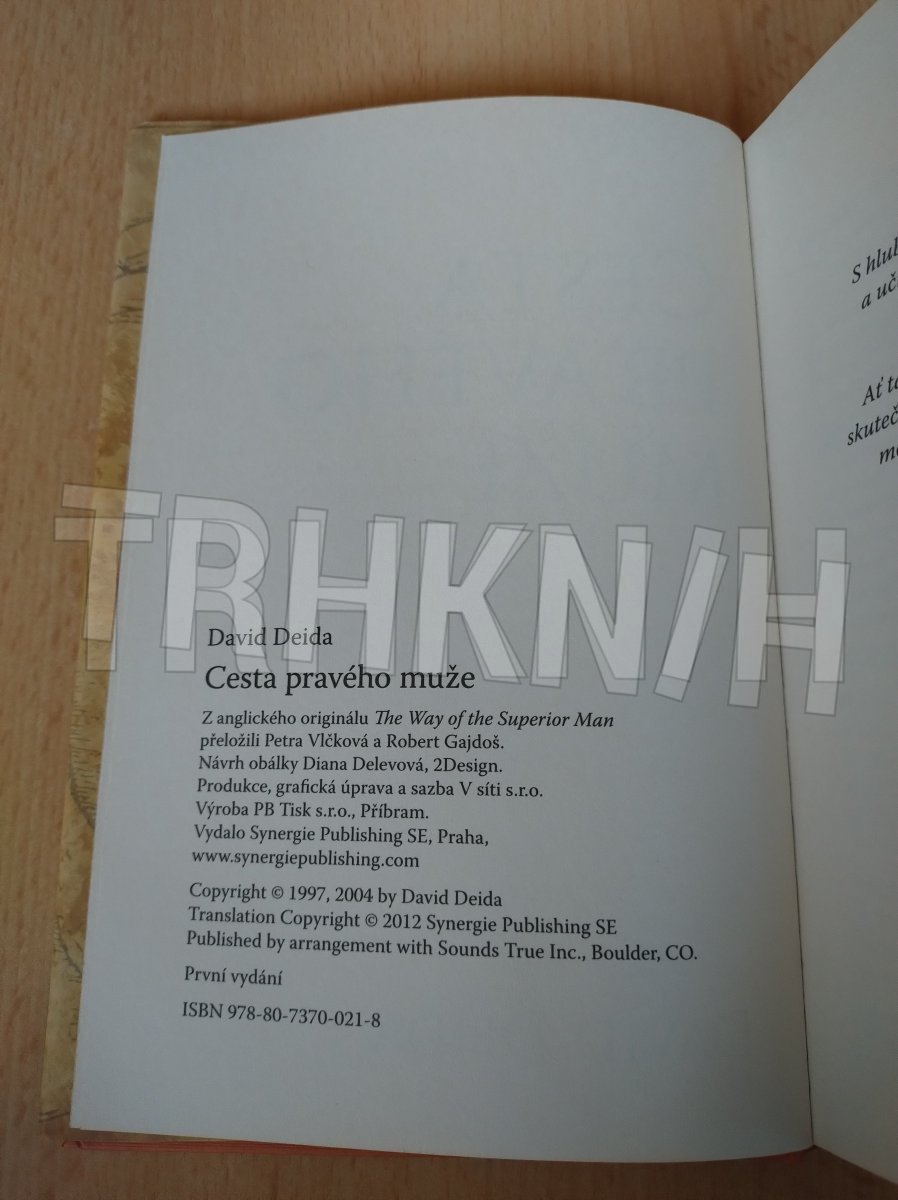 David Deida
Cesta pravého muže
Z anglického originálu The Way of the Superior Man
přeložili Petra Vlčková a Robert Gajdoš.
Návrh obálky Diana Delevová, 2Design.
Produkce, grafická úprava a sazba V síti s.r.o.
Výroba PB Tisk s.r.o., Příbram.
Vydalo Synergie Publishing SE, Praha,
www.synergiepublishing.com
Copyright © 1997, 2004 by David Deida
Translation Copyright © 2012 Synergie Publishing SE
Published by arrangement with Sounds True Inc., Boulder, CO.
První vydání
ISBN 978-80-7370-021-8
S
a
Ať
TRHKN/H